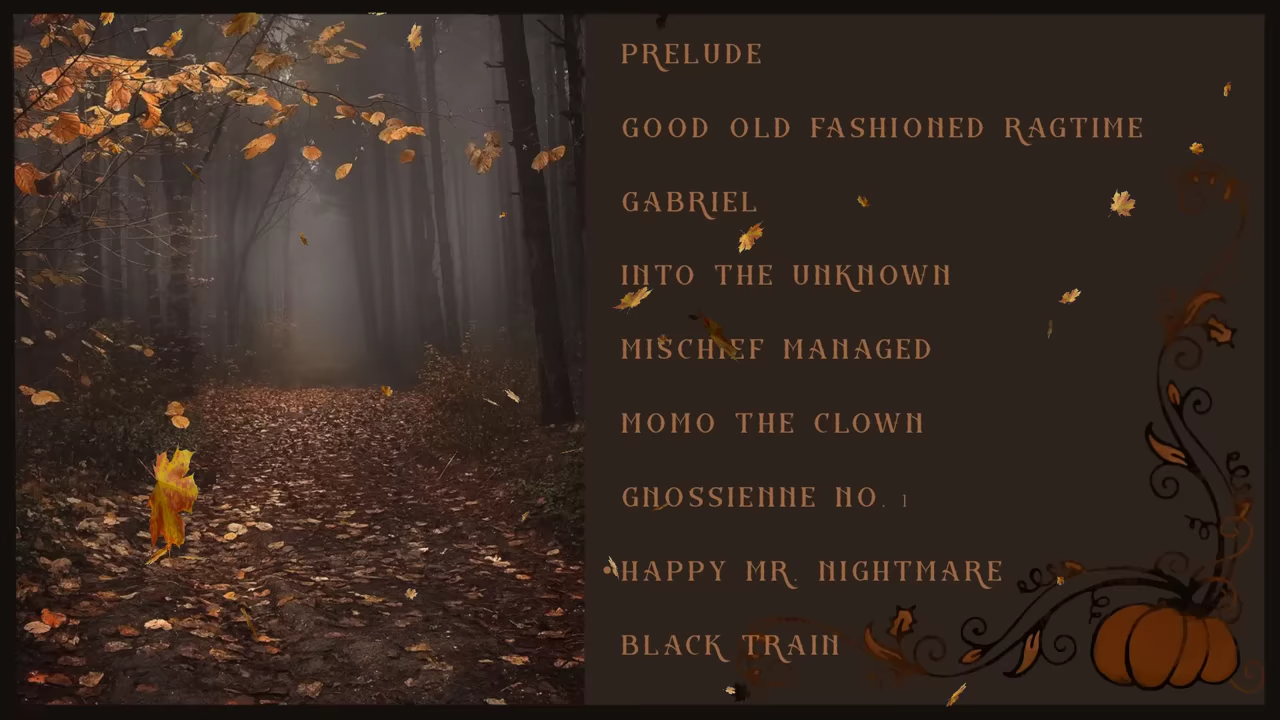 PRELUDE
GOOD OLD FASHIONED RAGTIME
GABRIEL
INTO THE UNKNOWN
MISCHIEF MANAGED
MOMO THE CLOWN
GNOSSIENNE NO. 1
HAPPY MR. NIGHTMARE
BLACK TRAIN